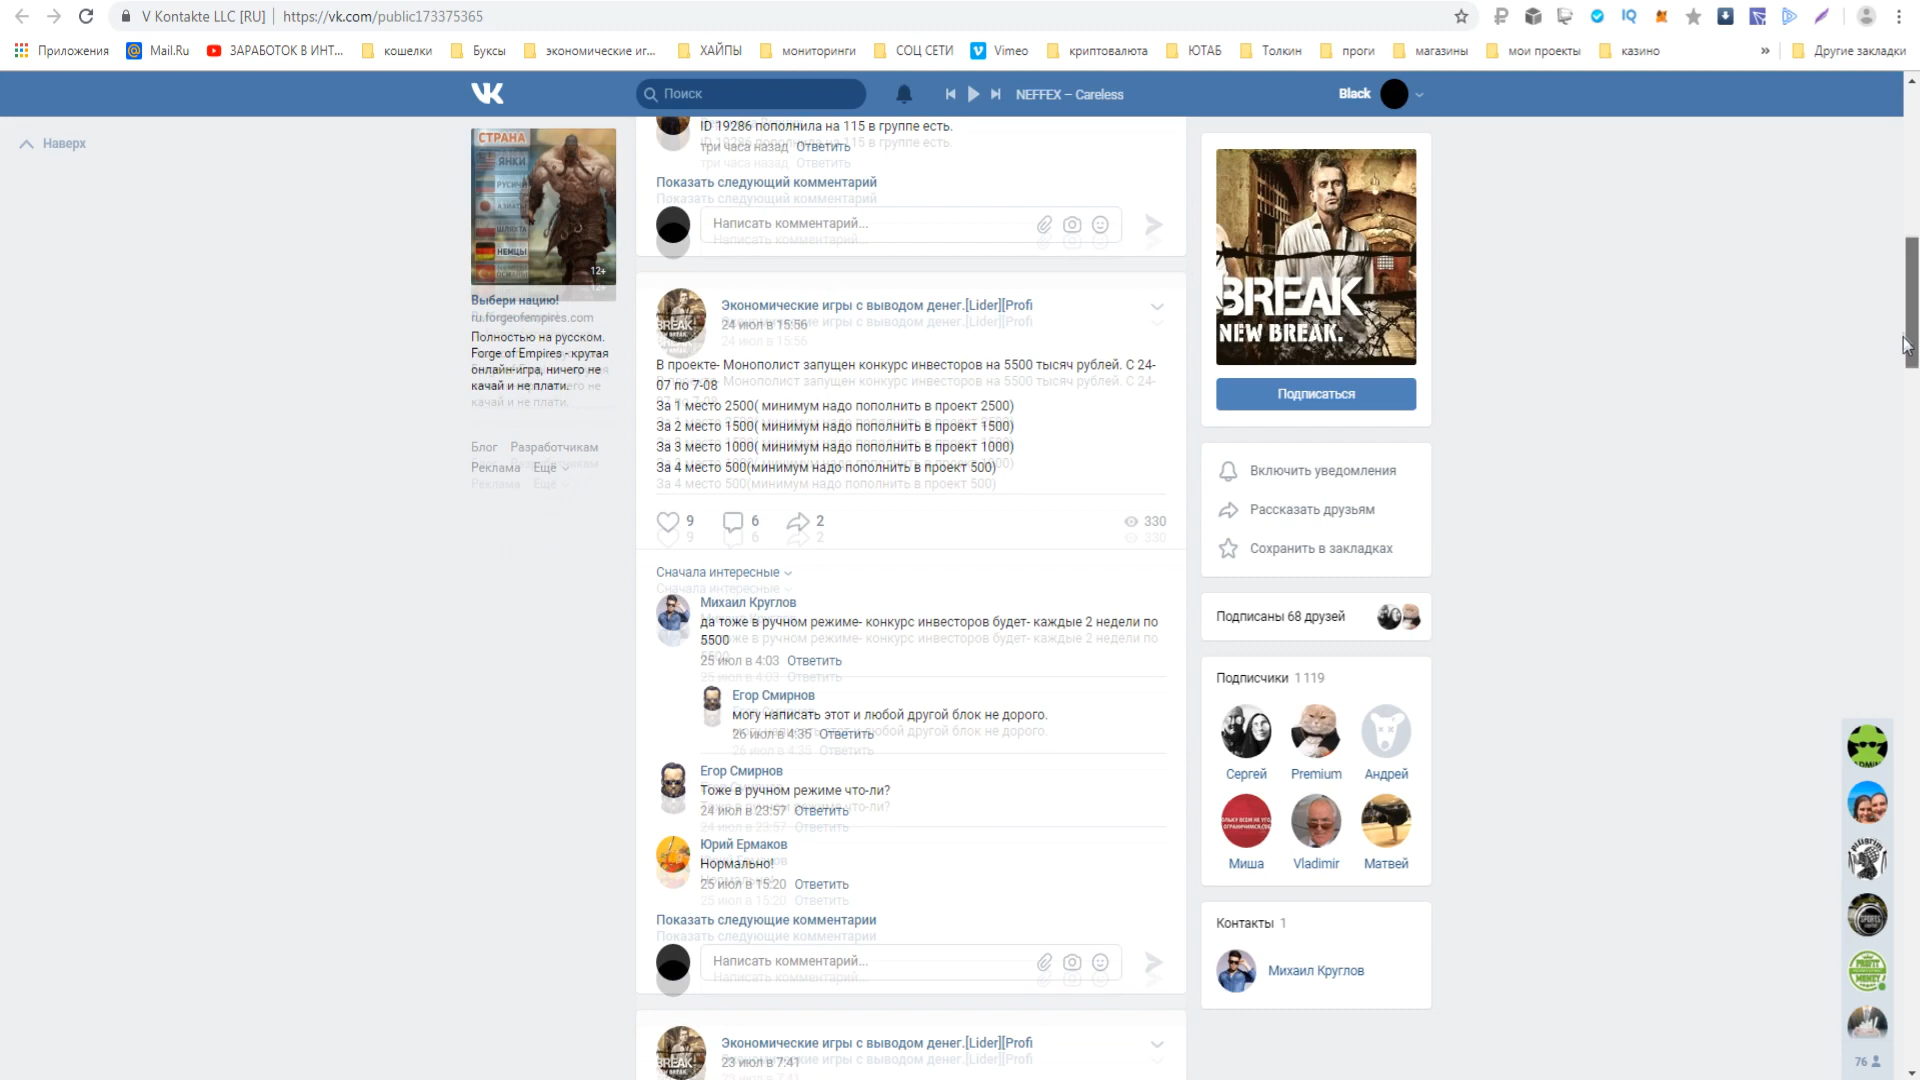 V Kontakte LLC [RU] | https://vk.com/public173375365
Приложения
Mail.Ru
ЗАРАБОТОК В ИНТ...
кошелки
Буксы
экономические иг...
ХАЙПЫ
мониторинги
СОЦ СЕТИ
Vimeo
криптовалюта
ЮТАБ
Толкин
проги
магазины
мои проекты
казино
»
Другие закладки
Поиск
NEFFEX – Careless
Black
Наверх
СТРАНА
ЯНКИ
НЕМЦЫ
12+
Выбери нацию!
ru.forgeofempires.com
Полностью на русском.
Forge of Empires - крутая
онлайн-игра, ничего не
качай и не плати.
Блог Разработчикам
Реклама Ещё
ID 19286 пополнила на 115 в группе есть.
три часа назад Ответить
Показать следующий комментарий
Написать комментарий...
Экономические игры с выводом денег.[Lider][Profi
24 июл в 15:56
В проекте- Монополист запущен конкурс инвесторов на 5500 тысяч рублей. С 24-
07 по 7-08
За 1 место 2500( минимум надо пополнить в проект 2500)
За 2 место 1500( минимум надо пополнить в проект 1500)
За 3 место 1000( минимум надо пополнить в проект 1000)
За 4 место 500(минимум надо пополнить в проект 500)
9 6 2 330
Сначала интересные
Михаил Круглов
да тоже в ручном режиме- конкурс инвесторов будет- каждые 2 недели по
5500
25 июл в 4:03 Ответить
Егор Смирнов
могу написать этот и любой другой блок не дорого.
26 июл в 4:35 Ответить
Егор Смирнов
Тоже в ручном режиме что-ли?
24 июл в 23:57 Ответить
Юрий Ермаков
Нормально!
25 июл в 15:20 Ответить
Показать следующие комментарии
Написать комментарий...
Экономические игры с выводом денег.[Lider][Profi
23 июл в 7:41
BREAK
NEW BREAK.
Подписаться
Включить уведомления
Рассказать друзьям
Сохранить в закладках
Подписаны 68 друзей
Подписчики 1 119
Сергей
Premium
Андрей
Миша
Vladimir
Матвей
Контакты 1
Михаил Круглов
76